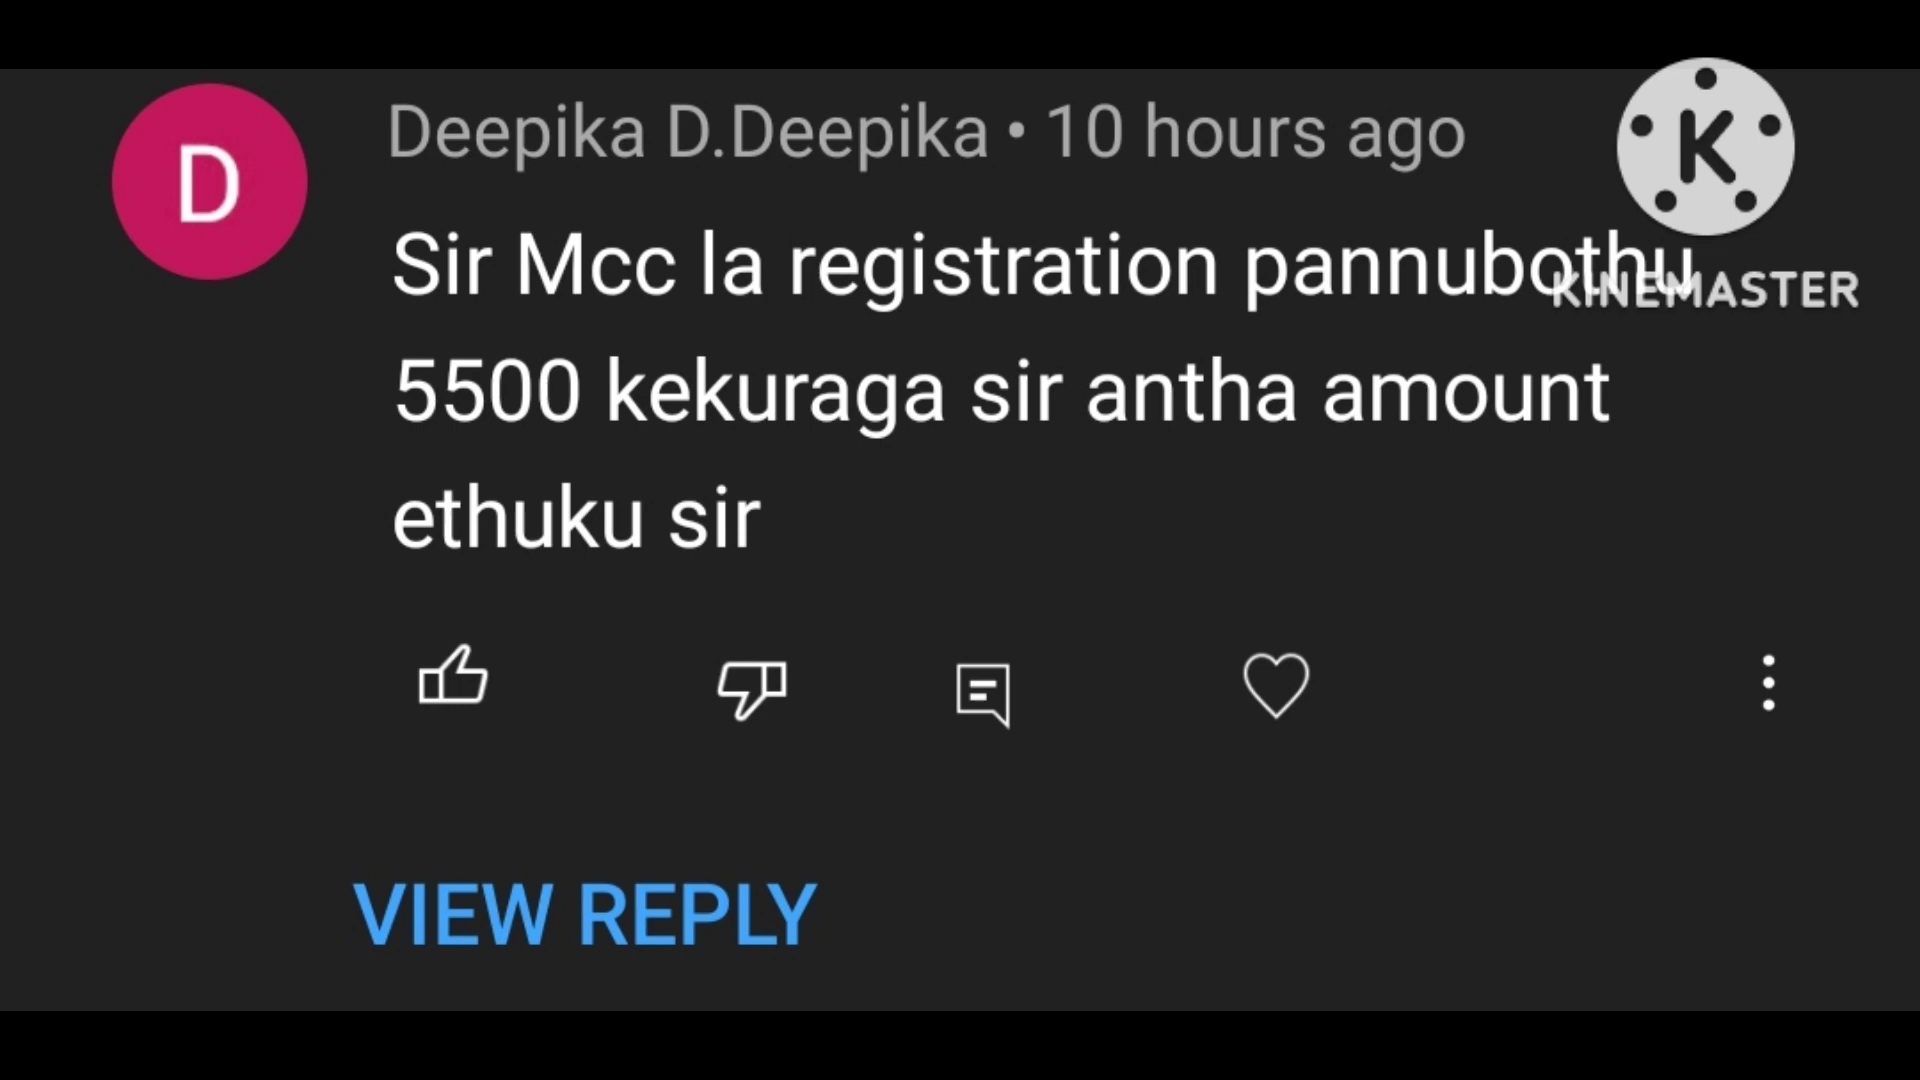 D
Deepika D.Deepika • 10 hours ago
K
Sir Mcc la registration pannubothu
KINEMASTER
5500 kekuraga sir antha amount
ethuku sir
VIEW REPLY